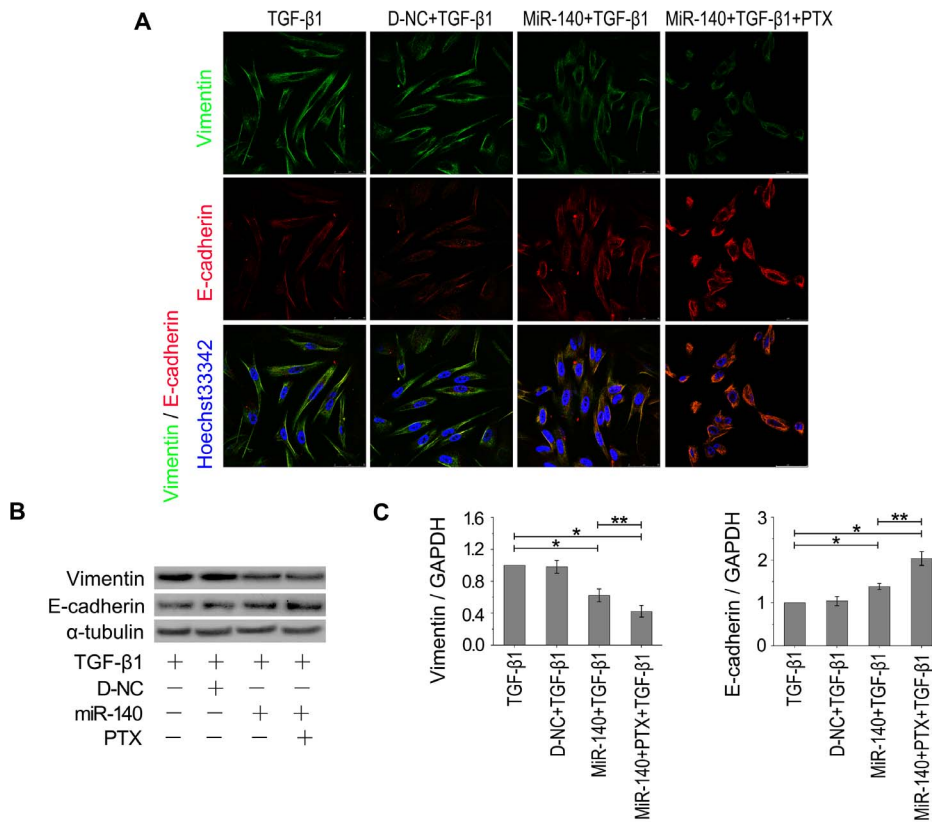 A
TGF-β1
D-NC+TGF-β1
MiR-140+TGF-β1
MiR-140+TGF-β1+PTX
Vimentin
E-cadherin
Vimentin / E-cadherin
Hoechst33342
B
Vimentin
E-cadherin
α-tubulin
TGF-β1 + + + +
D-NC — + — —
miR-140 — — + +
PTX — — — +
C
Vimentin / GAPDH
1.6
1.2
0.8
0.4
0.0
*
*
**
TGF-β1
D-NC+TGF-β1
MiR-140+TGF-β1
MiR-140+PTX+TGF-β1
E-cadherin / GAPDH
3
2
1
0
*
*
**
TGF-β1
D-NC+TGF-β1
MiR-140+TGF-β1
MiR-140+PTX+TGF-β1